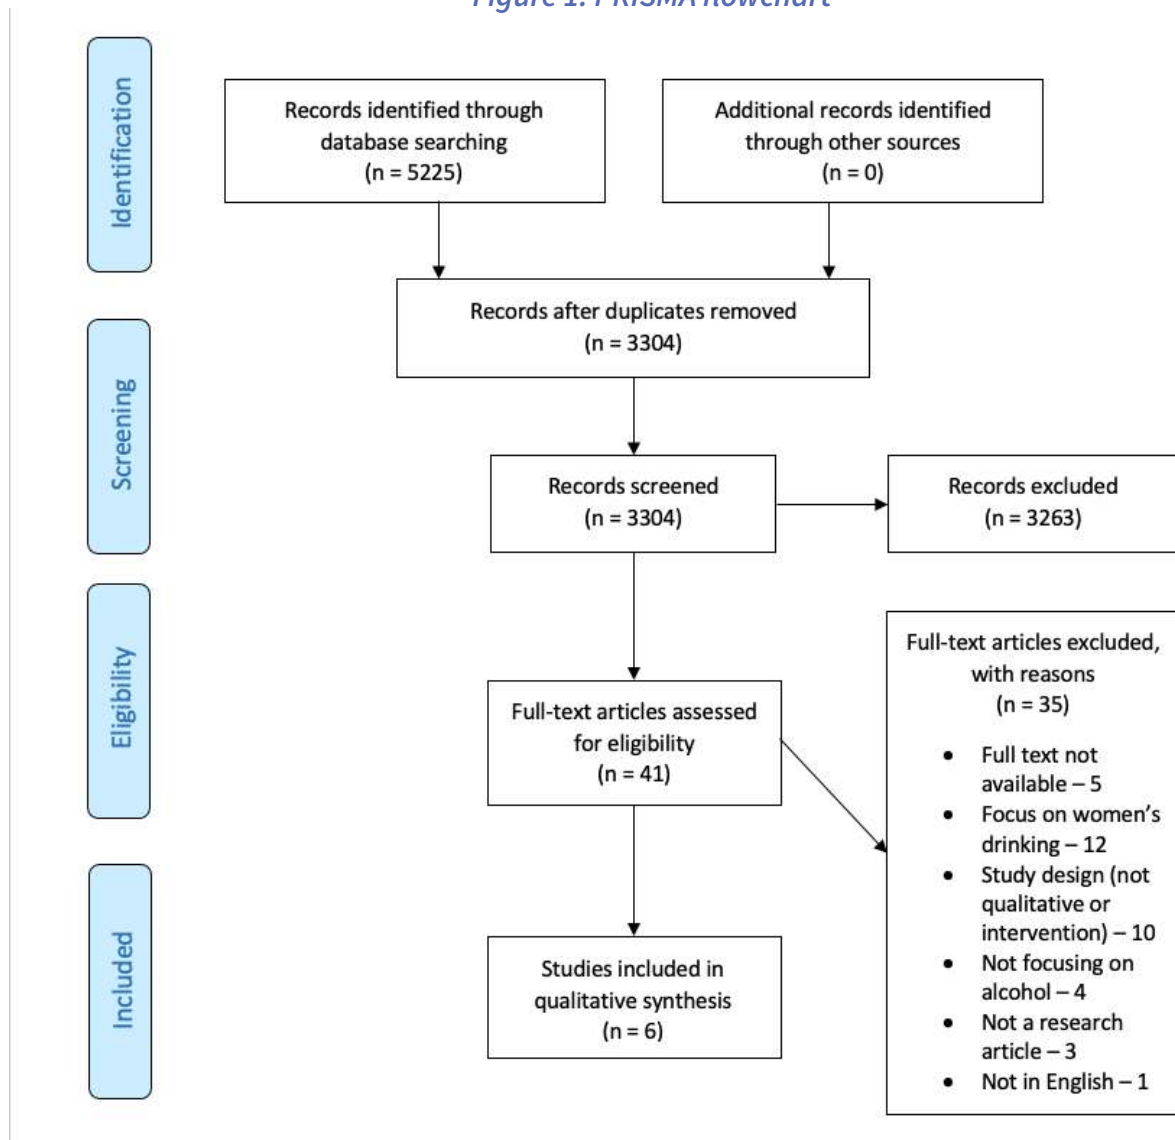 Figure 1. PRISMA flowchart
Identification
Records identified through
database searching
(n = 5225)
Additional records identified
through other sources
(n = 0)
Records after duplicates removed
(n = 3304)
Screening
Records screened
(n = 3304)
Records excluded
(n = 3263)
Eligibility
Full-text articles assessed
for eligibility
(n = 41)
Full-text articles excluded,
with reasons
(n = 35)
• Full text not
available – 5
• Focus on women's
drinking – 12
• Study design (not
qualitative or
intervention) – 10
• Not focusing on
alcohol – 4
• Not a research
article – 3
• Not in English – 1
Included
Studies included in
qualitative synthesis
(n = 6)